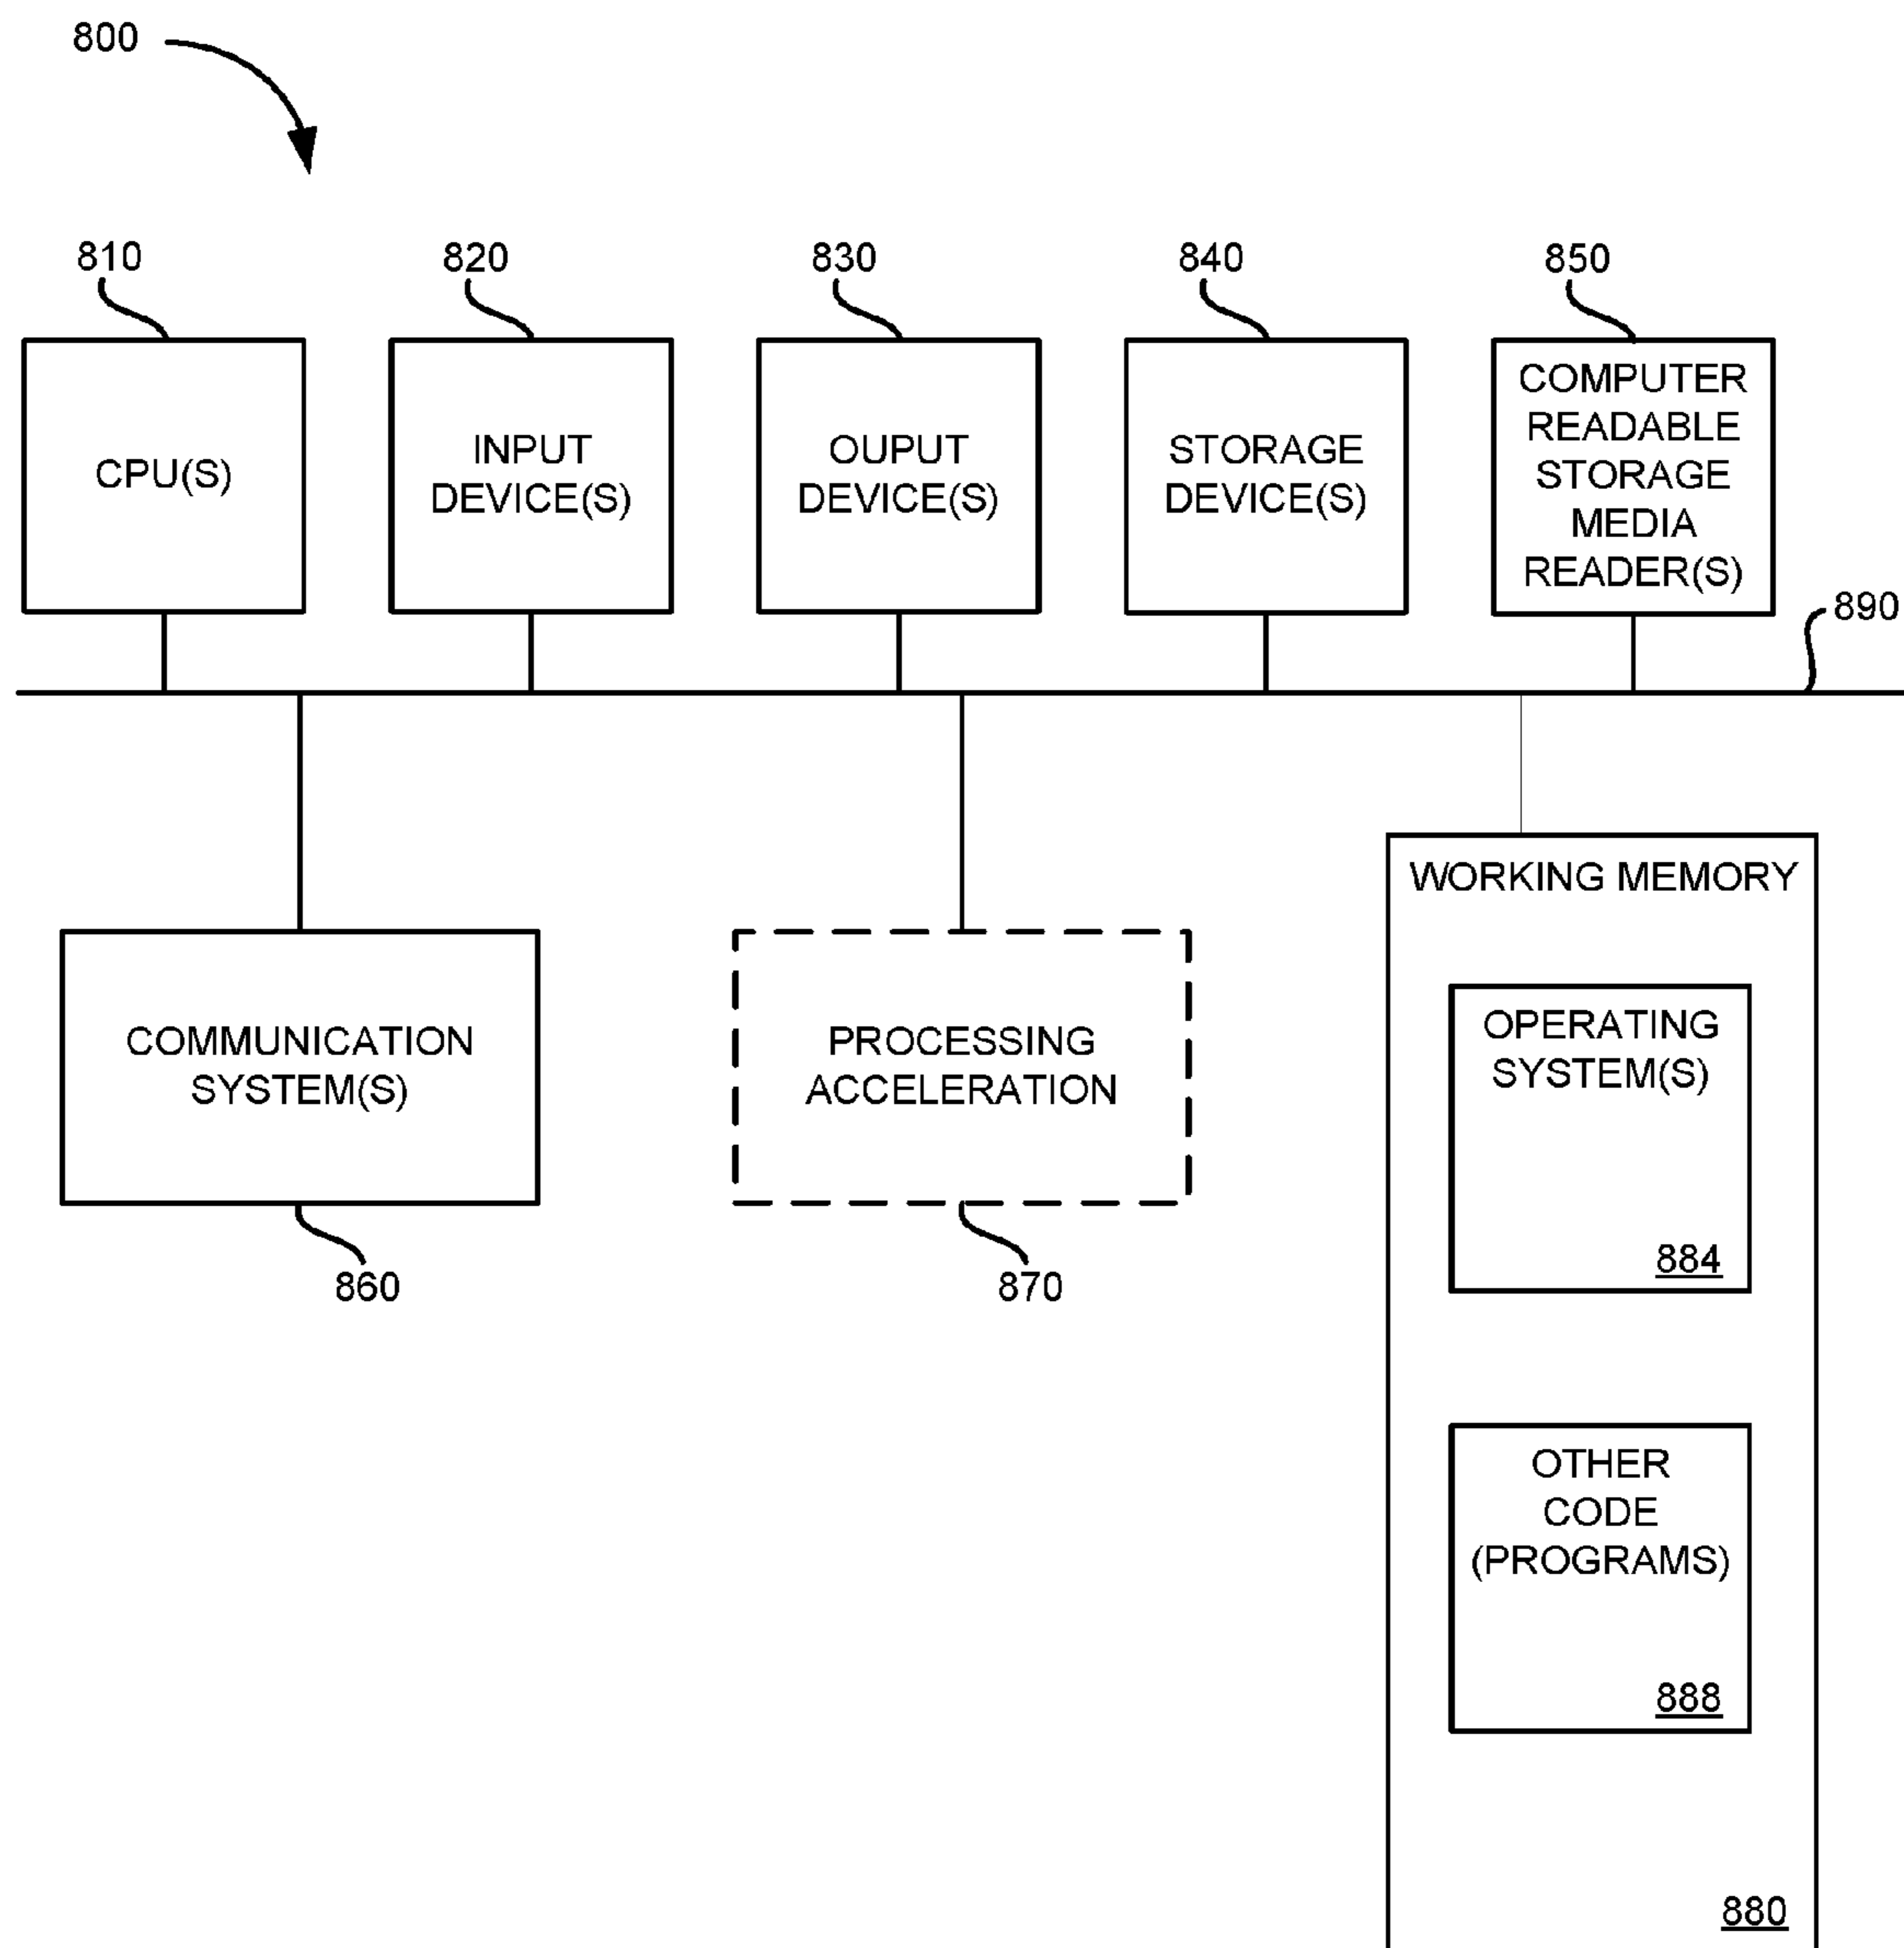 800
810
820
830
840
850
CPU(S)
INPUT
DEVICE(S)
OUPUT
DEVICE(S)
STORAGE
DEVICE(S)
COMPUTER
READABLE
STORAGE
MEDIA
READER(S)
890
COMMUNICATION
SYSTEM(S)
860
PROCESSING
ACCELERATION
870
WORKING MEMORY
OPERATING
SYSTEM(S)
884
OTHER
CODE
(PROGRAMS)
888
880